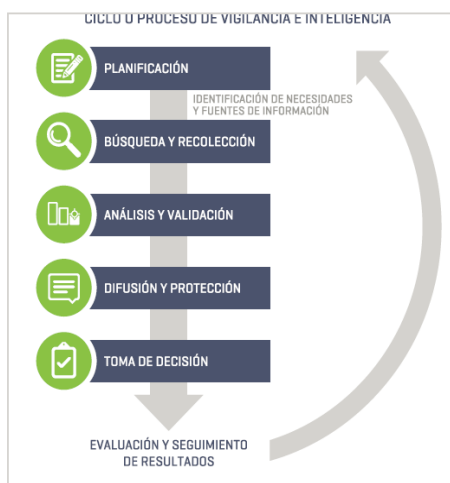 CICLO O PROCESO DE VIGILANCIA E INTELIGENCIA
PLANIFICACIÓN
IDENTIFICACIÓN DE NECESIDADES
Y FUENTES DE INFORMACIÓN
BÚSQUEDA Y RECOLECCIÓN
ANÁLISIS Y VALIDACIÓN
DIFUSIÓN Y PROTECCIÓN
TOMA DE DECISIÓN
EVALUACIÓN Y SEGUIMIENTO
DE RESULTADOS